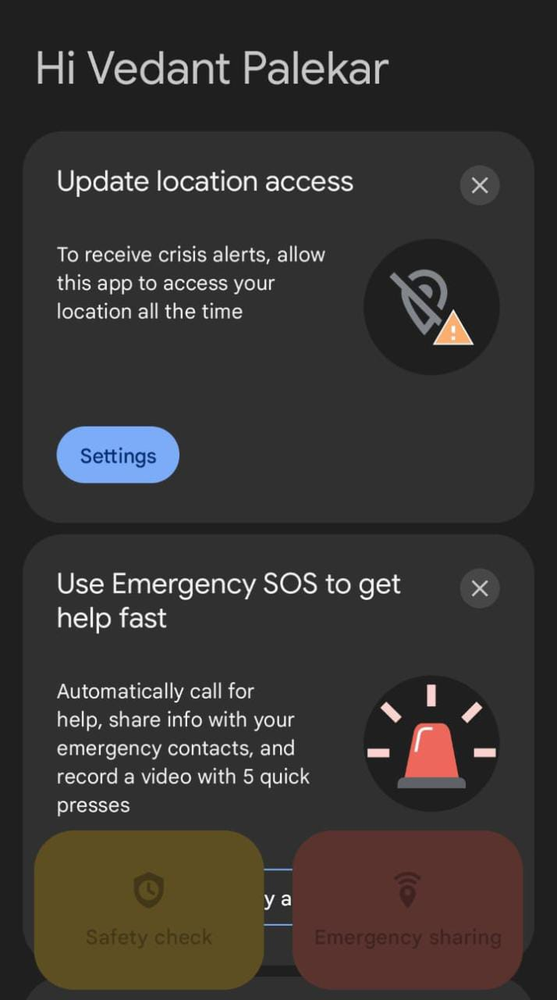 Hi Vedant Palekar
Update location access
To receive crisis alerts, allow
this app to access your
location all the time
Settings
Use Emergency SOS to get
help fast
Automatically call for
help, share info with your
emergency contacts, and
record a video with 5 quick
presses
y a
Safety check
Emergency sharing